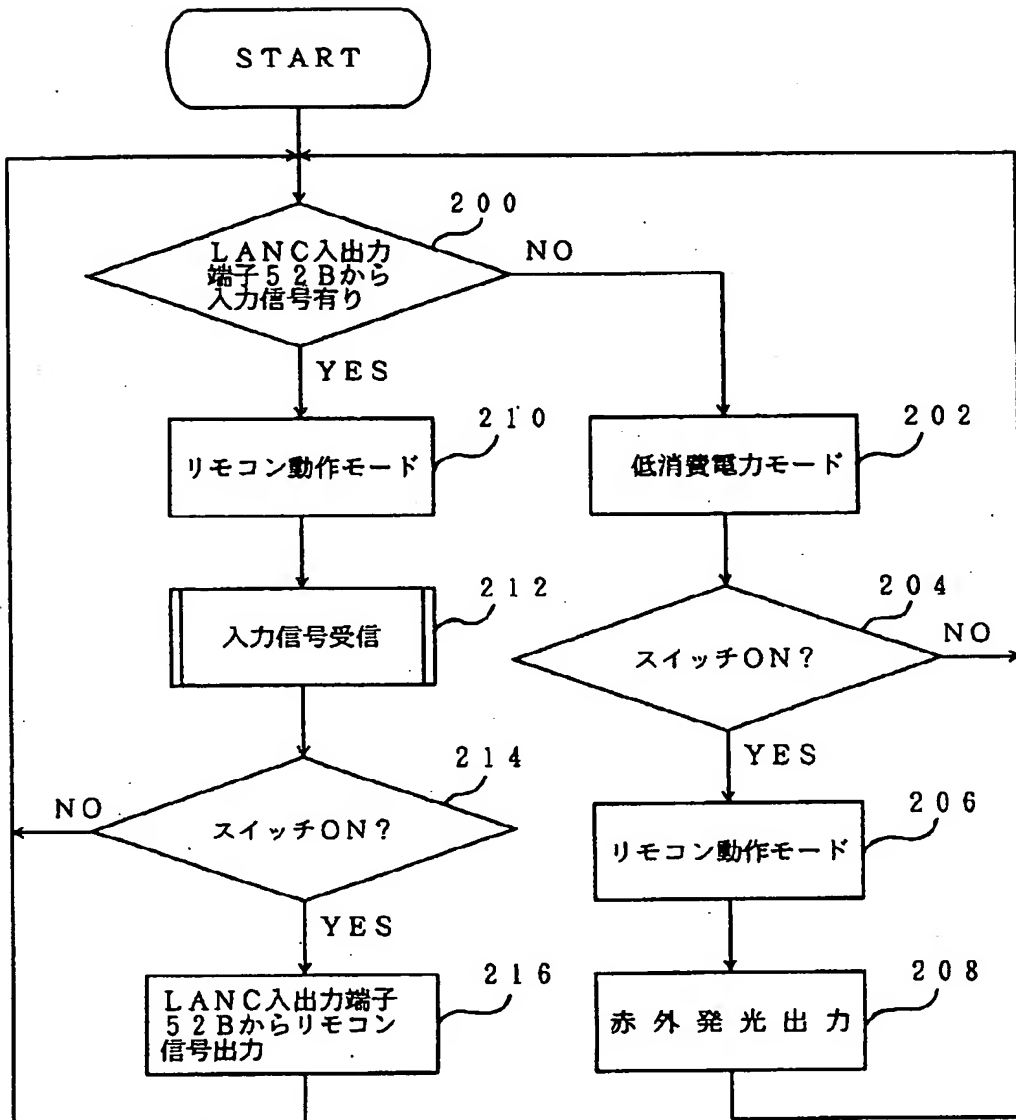 START
200
LANC入出力
端子52Bから
入力信号有り
NO
YES
210
リモコン動作モード
202
低消費電力モード
212
入力信号受信
204
スイッチON?
NO
YES
214
スイッチON?
NO
YES
206
リモコン動作モード
216
LANC入出力端子
52Bからリモコン
信号出力
208
赤外発光出力